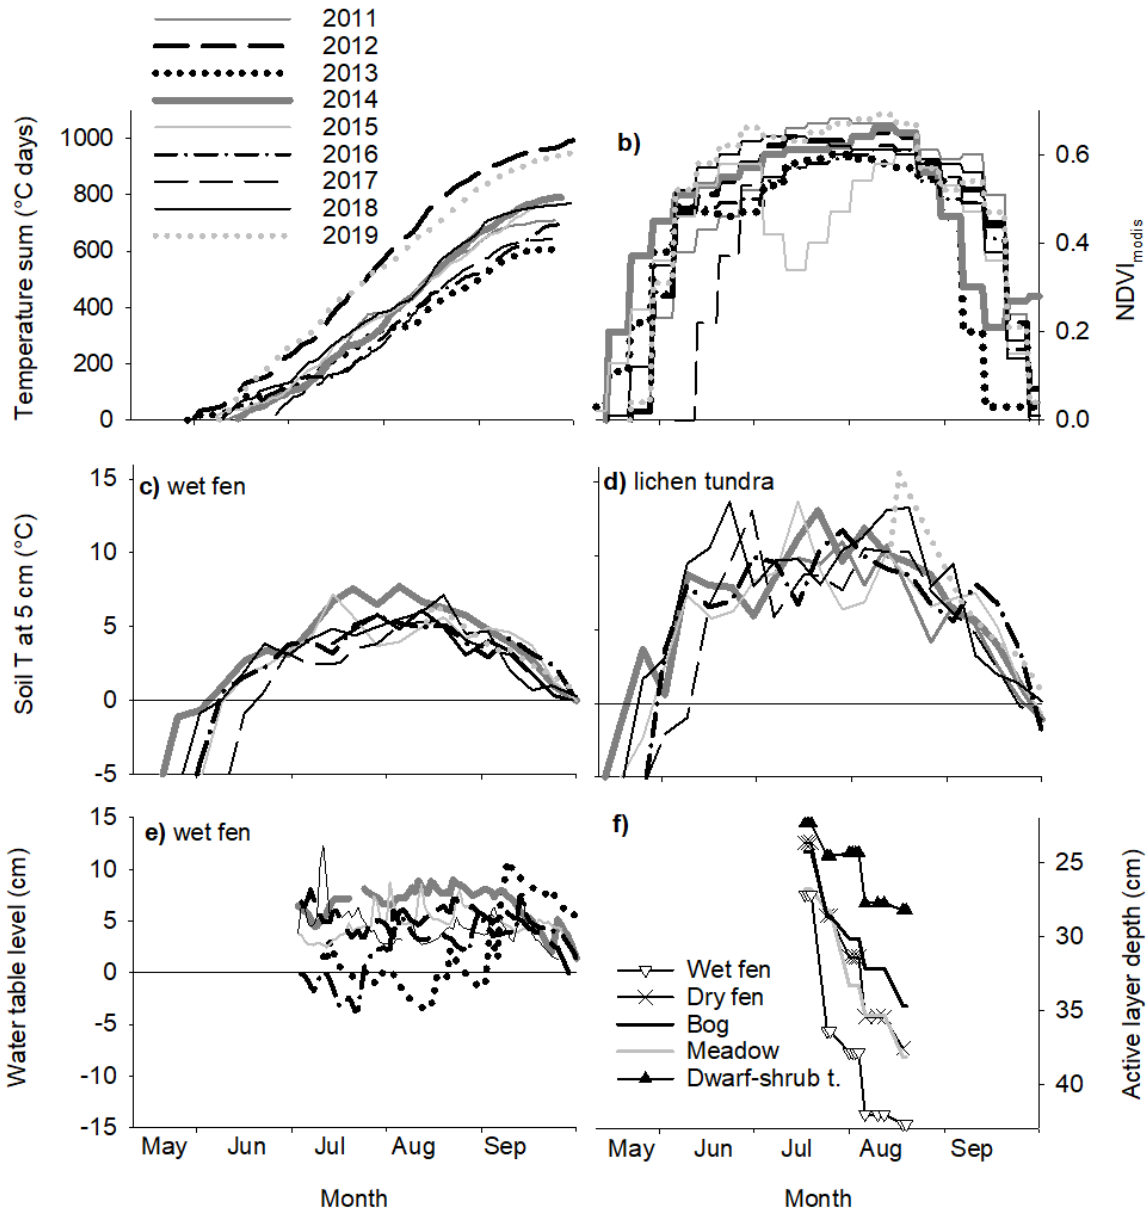 2011
2012
2013
2014
2015
2016
2017
2018
2019
Temperature sum (°C days)
1000
800
600
400
200
0
b)
0.6
0.4
0.2
0.0
NDVImodis
Soil T at 5 cm (°C)
15
10
5
0
-5
c) wet fen
d) lichen tundra
Water table level (cm)
15
10
5
0
-5
-10
-15
e) wet fen
f)
Wet fen
Dry fen
Bog
Meadow
Dwarf-shrub t.
25
30
35
40
Active layer depth (cm)
May Jun Jul Aug Sep
May Jun Jul Aug Sep
Month
Month